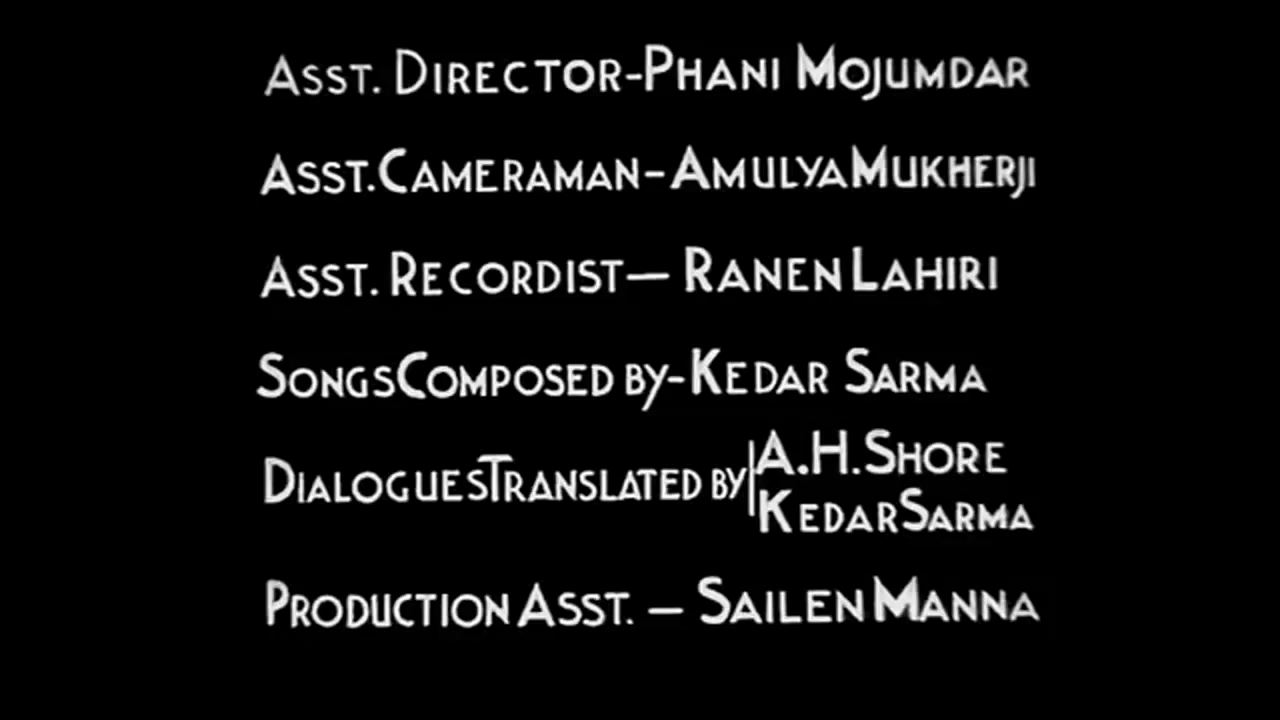 ASST. DIRECTOR-PHANI MOJUMDAR
ASST. CAMERAMAN-AMULYA MUKHERJI
ASST. RECORDIST— RANEN LAHIRI
SONGS COMPOSED BY-KEDAR SARMA
DIALOGUES TRANSLATED BY A.H. SHORE
KEDAR SARMA
PRODUCTION ASST. — SAILEN MANNA